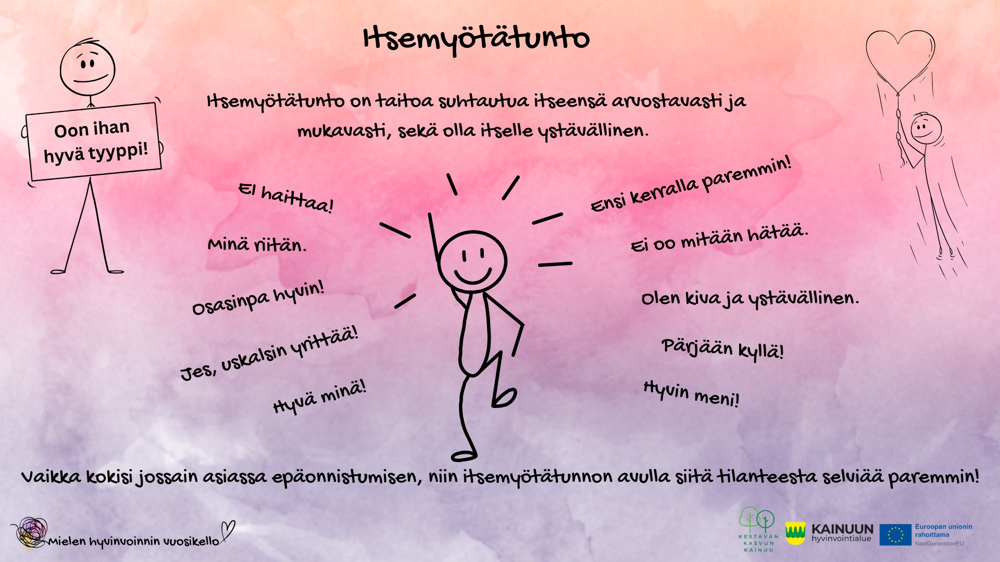 Itsemyötätunto
Oon ihan
hyvä tyyppi!
Itsemyötätunto on taitoa suhtautua itseensä arvostavasti ja
mukavasti, sekä olla itselle ystävällinen.
EI haittaa!
Minä riitän.
Osasinpa hyvin!
Jes, uskalsin yrittää!
Hyvä minä!
Ensi kerralla paremmin!
Ei oo mitään hätää.
Olen kiva ja ystävällinen.
Pärjään kyllä!
Hyvin meni!
Vaikka kokisi jossain asiassa epäonnistumisen, niin itsemyötätunnon avulla siitä tilanteesta selviää paremmin!
Mielen hyvinvoinnin vuosikello
KESTÄVÄN
KASVUN
KAINUU
KAINUUN
hyvinvointialue
Euroopan unionin
rahoittama
NextGenerationEU